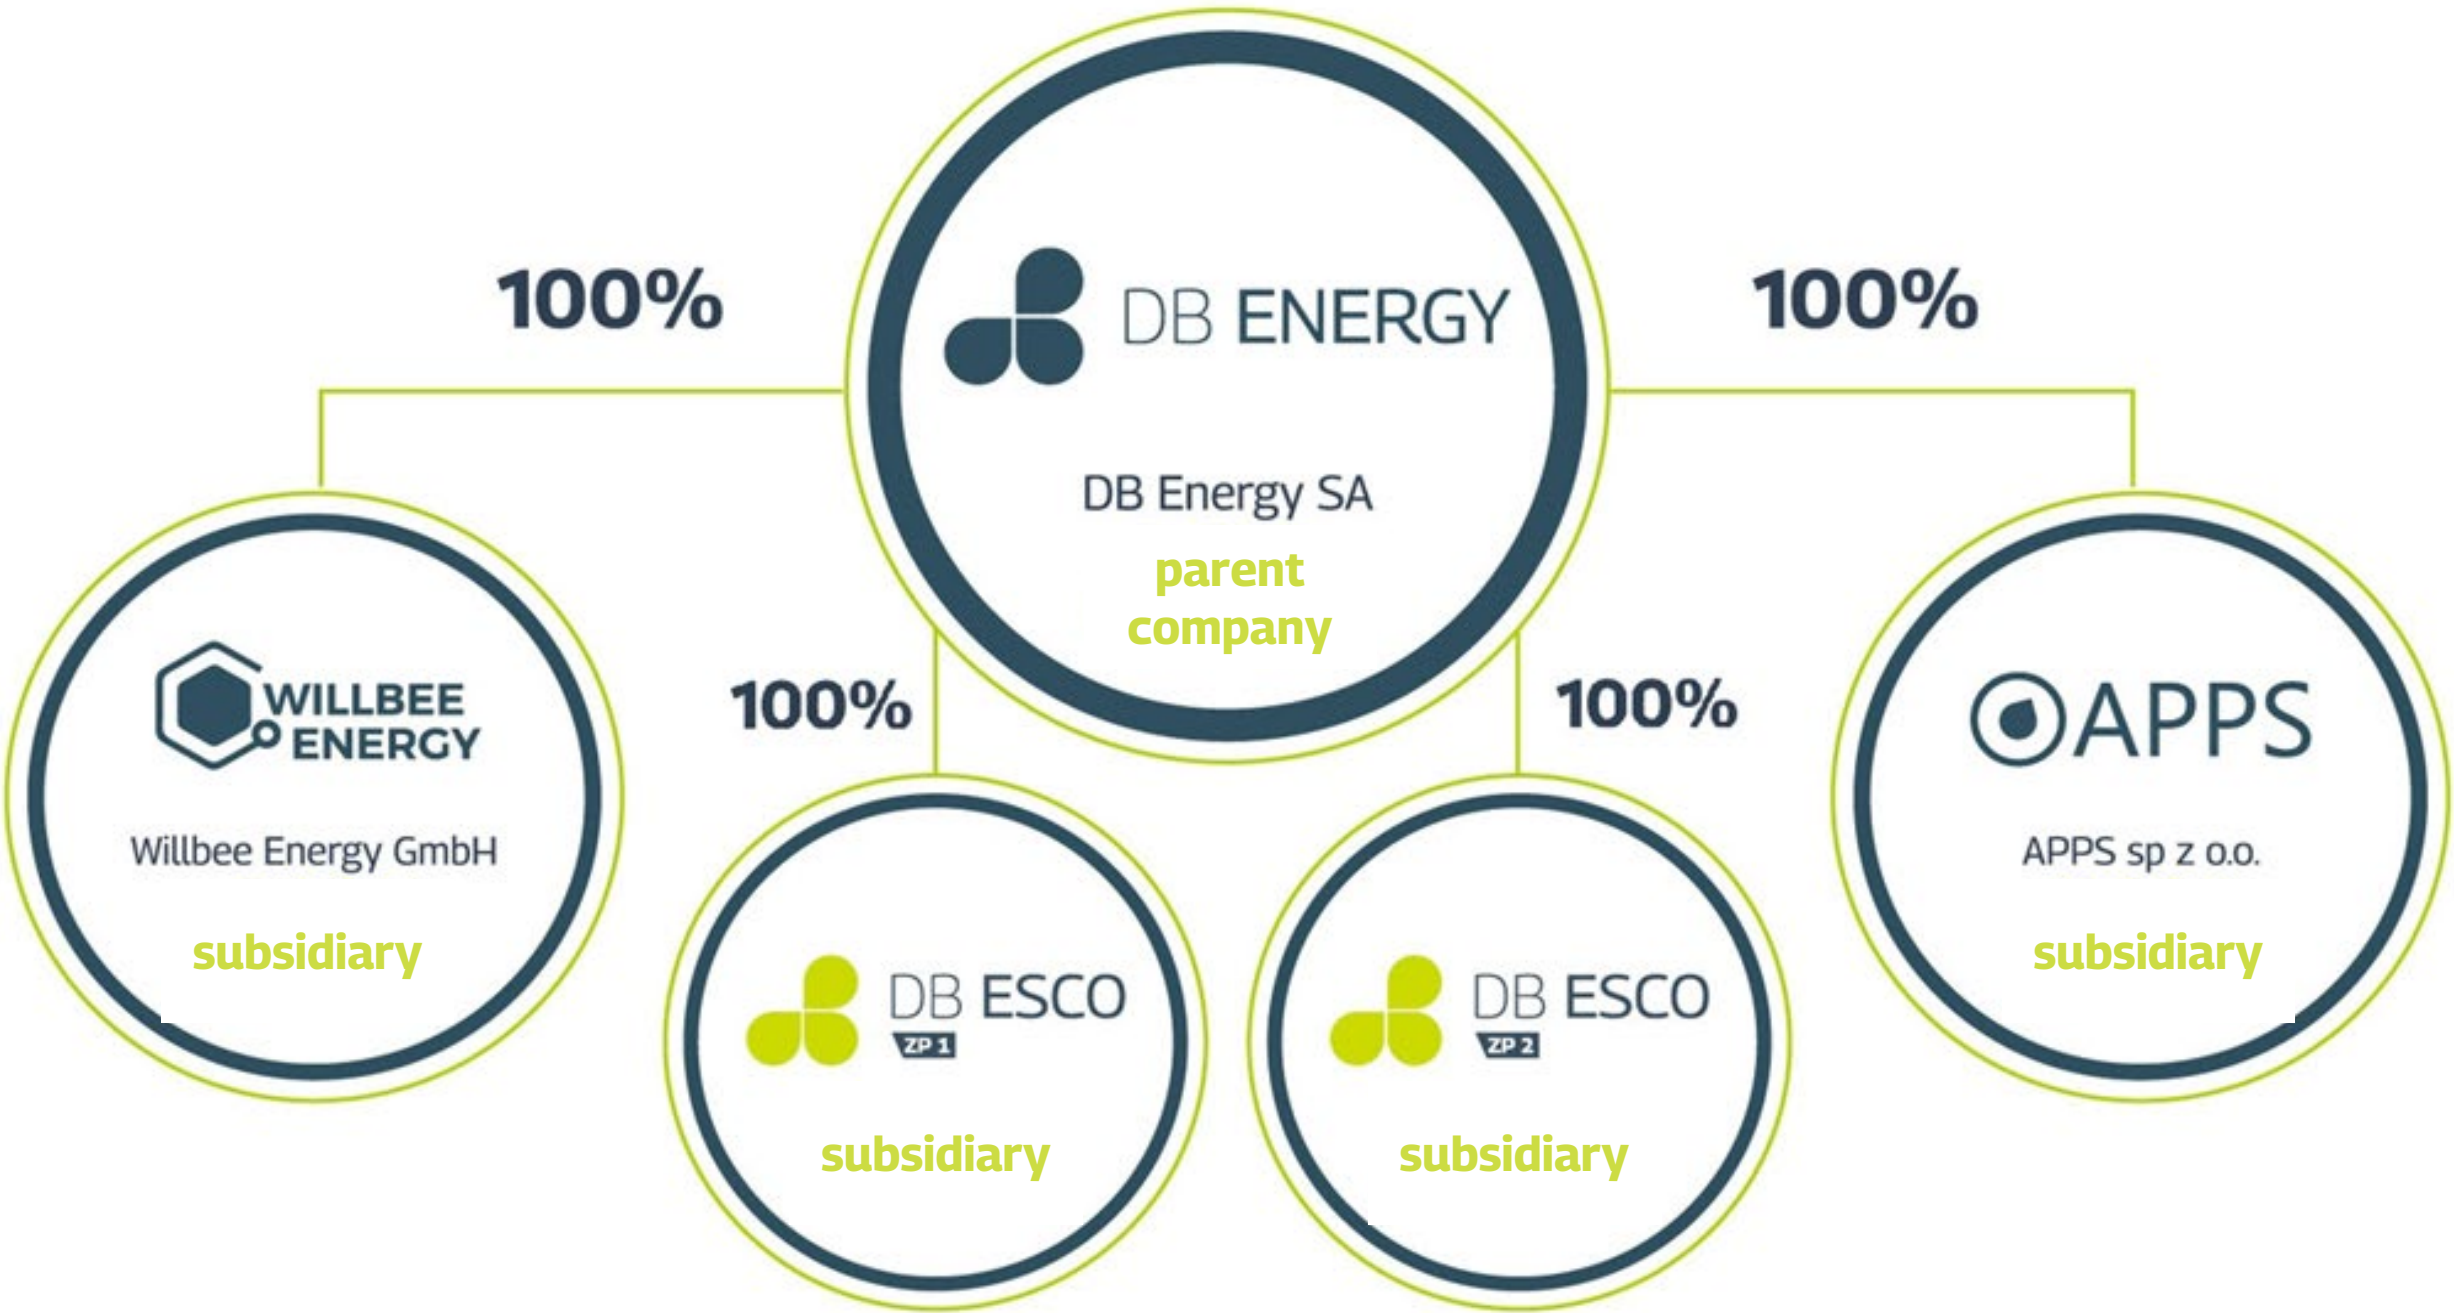 100%
DB ENERGY
100%
DB Energy SA
parent
company
WILLBEE
ENERGY
Willbee Energy GmbH
subsidiary
100%
100%
APPS
APPS sp z o.o.
subsidiary
DB ESCO
ZP 1
subsidiary
DB ESCO
ZP 2
subsidiary